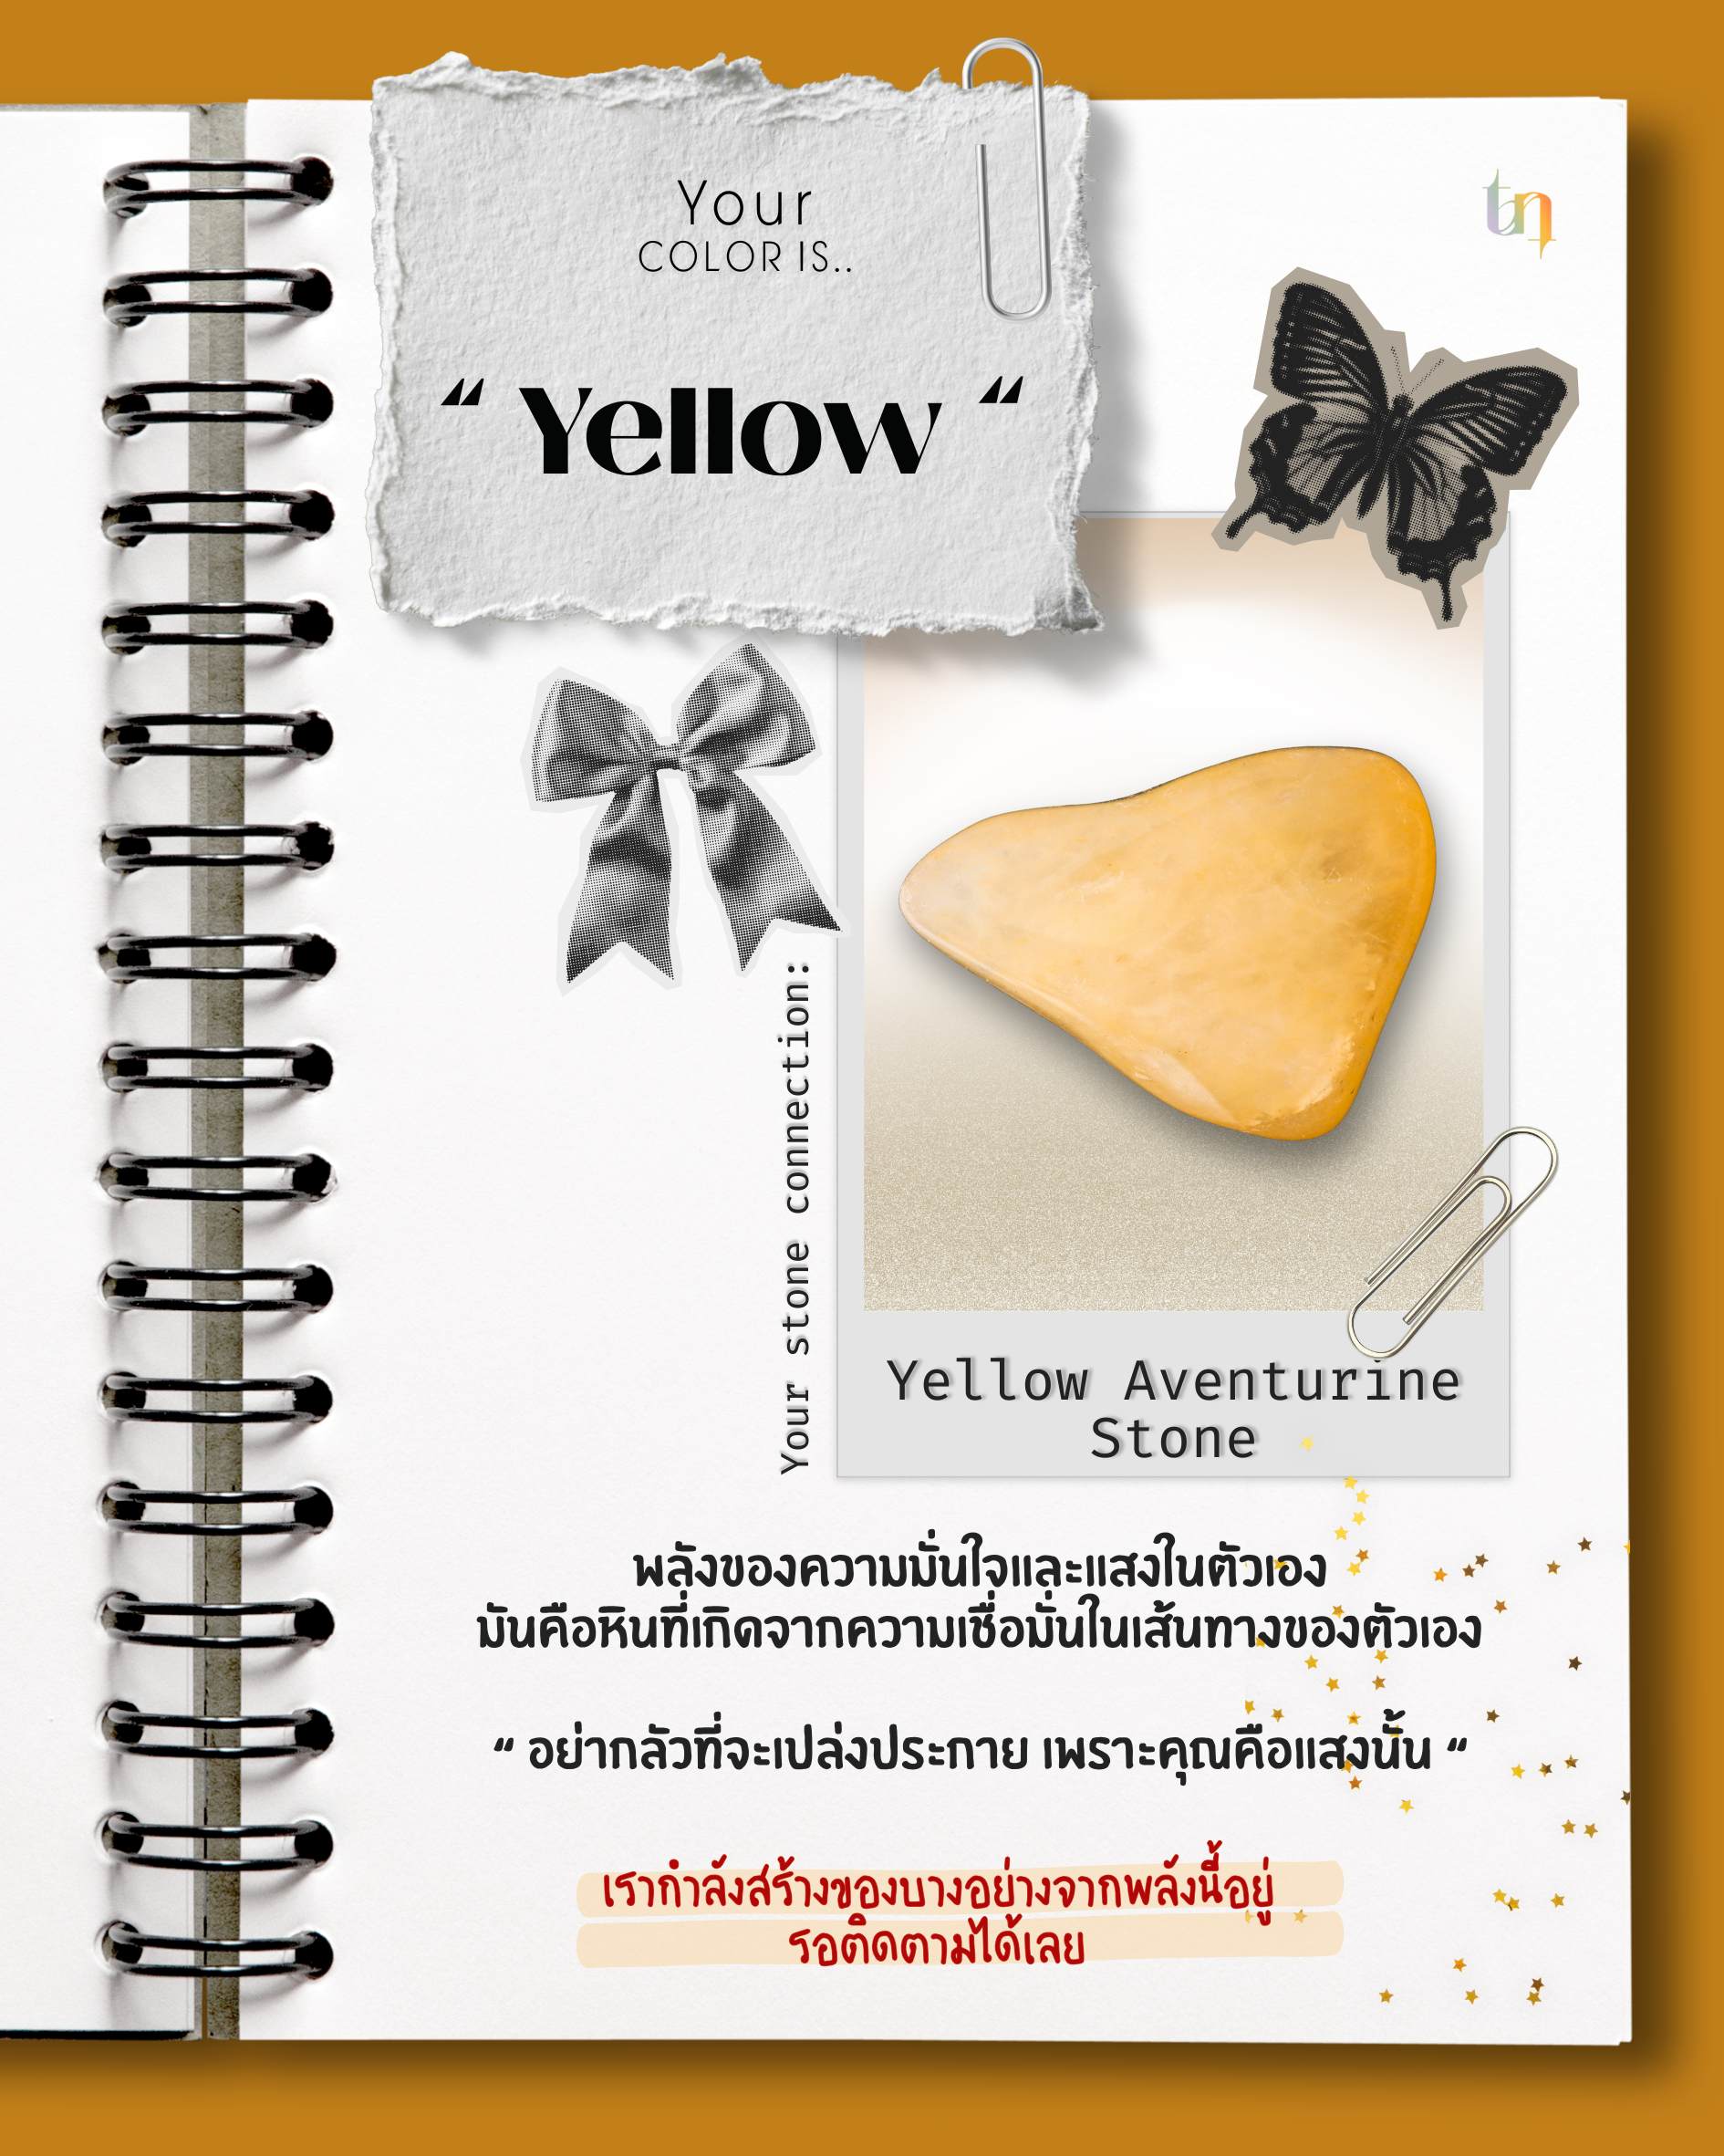 Your
COLOR IS..
“ Yellow “
tn
Your stone connection:
Yellow Aventurine
Stone
พลังของความมั่นใจและแสงในตัวเอง
มันคือหินที่เกิดจากความเชื่อมั่นในเส้นทางของตัวเอง
“ อย่ากลัวที่จะเปล่งประกาย เพราะคุณคือแสงนั้น “
เรากำลังสร้างของบางอย่างจากพลังนี้อยู่
รอติดตามได้เลย